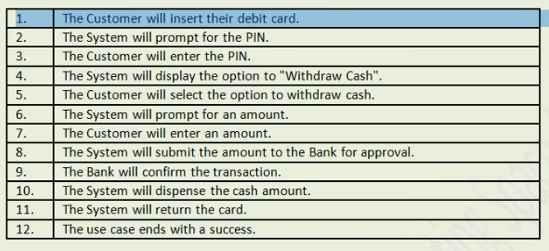 1. The Customer will insert their debit card.
2. The System will prompt for the PIN.
3. The Customer will enter the PIN.
4. The System will display the option to "Withdraw Cash".
5. The Customer will select the option to withdraw cash.
6. The System will prompt for an amount.
7. The Customer will enter an amount.
8. The System will submit the amount to the Bank for approval.
9. The Bank will confirm the transaction.
10. The System will dispense the cash amount.
11. The System will return the card.
12. The use case ends with a success.